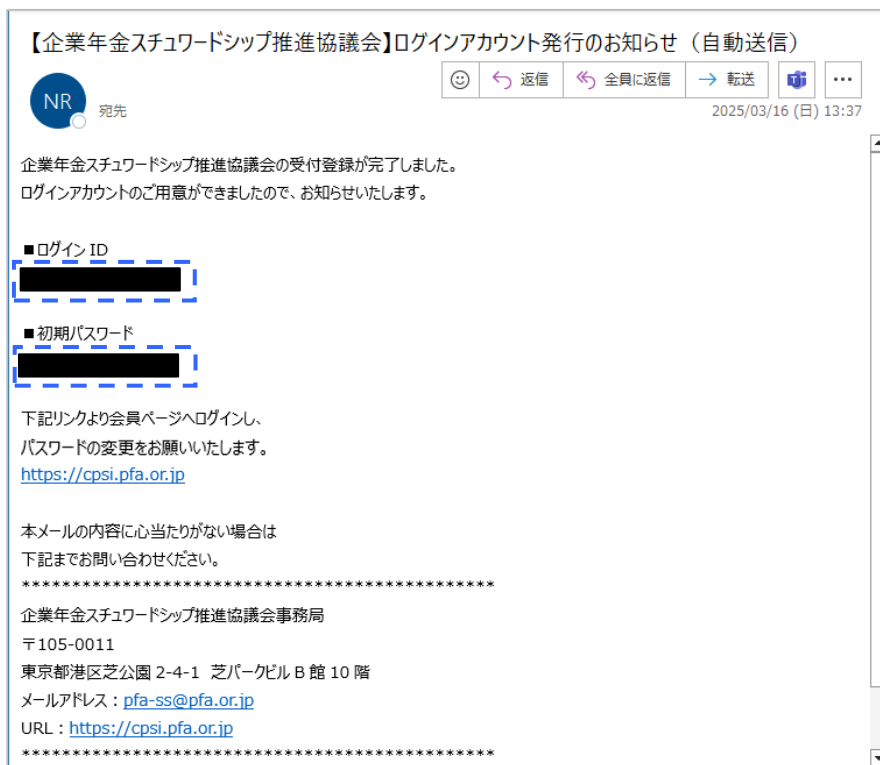 【企業年金スチュワードシップ推進協議会】ログインアカウント発行のお知らせ（自動送信）
返信
全員に返信
転送
NR
宛先
2025/03/16 (日) 13:37
企業年金スチュワードシップ推進協議会の受付登録が完了しました。
ログインアカウントのご用意ができましたので、お知らせいたします。
■ログイン ID
■初期パスワード
下記リンクより会員ページへログインし、
パスワードの変更をお願いいたします。
https://cpsi.pfa.or.jp
本メールの内容に心当たりがない場合は
下記までお問い合わせください。
***********************************************
企業年金スチュワードシップ推進協議会事務局
〒105-0011
東京都港区芝公園 2-4-1 芝パークビル B 館 10 階
メールアドレス：pfa-ss@pfa.or.jp
URL：https://cpsi.pfa.or.jp
***********************************************